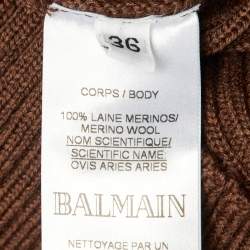 36
CORPS / BODY
100% LAINE MERINOS/
MERINO WOOL
NOM SCIENTIFIQUE/
SCIENTIFIC NAME
OVIS ARIES ARIES
BALMAIN
NETTOYAGE PAR UN